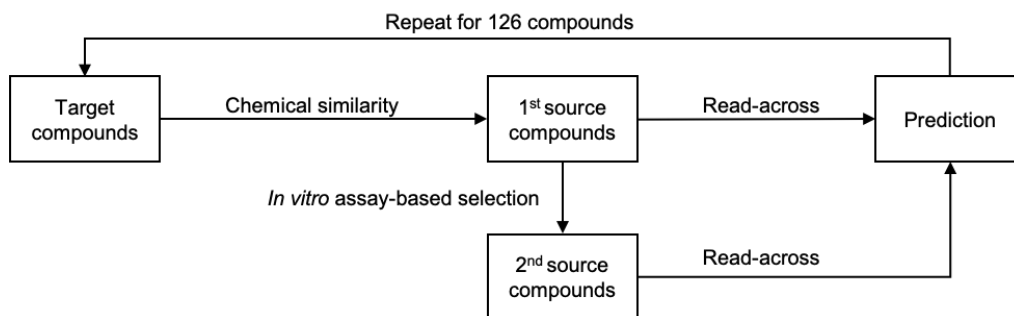 Repeat for 126 compounds
Target
compounds
Chemical similarity
1st source
compounds
Read-across
Prediction
In vitro assay-based selection
2nd source
compounds
Read-across